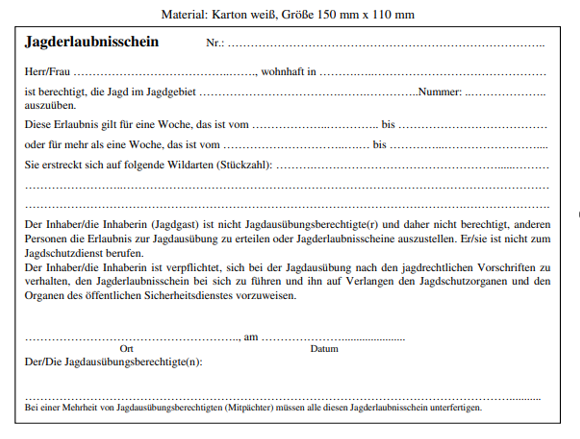 Material: Karton weiß, Größe 150 mm x 110 mm
Jagderlaubnisschein Nr.: ……………………………………………………………………………..
Herr/Frau ……………………………………..……., wohnhaft in ……………..…………………………………………
ist berechtigt, die Jagd im Jagdgebiet …………………………………………………………..Nummer: ...…………………..
auszuüben.
Diese Erlaubnis gilt für eine Woche, das ist vom ……………………..……….. bis ……………………………………
oder für mehr als eine Woche, das ist vom …………………………………..………. bis ……………………………………....
Sie erstreckt sich auf folgende Wildarten (Stückzahl): ……………………………………………………….....…………
……………………………………………………………………………………………………………………………………
……………………………………………………………………………………………………………………………………
Der Inhaber/die Inhaberin (Jagdgast) ist nicht Jagdausübungsberechtigte(r) und daher nicht berechtigt, anderen
Personen die Erlaubnis zur Jagdausübung zu erteilen oder Jagderlaubnisscheine auszustellen. Er/sie ist nicht zum
Jagdschutzdienst berufen.
Der Inhaber/die Inhaberin ist verpflichtet, sich bei der Jagdausübung nach den jagdrechtlichen Vorschriften zu
verhalten, den Jagderlaubnisschein bei sich zu führen und ihn auf Verlangen den Jagdschutzorganen und den
Organen des öffentlichen Sicherheitsdienstes vorzuweisen.
…………………………………………………….., am …………………........................
Ort Datum
Der/Die Jagdausübungsberechtigte(n):
……………………………………………………………………………………………………………………………...........
Bei einer Mehrheit von Jagdausübungsberechtigten (Mitpächter) müssen alle diesen Jagderlaubnisschein unterfertigen.